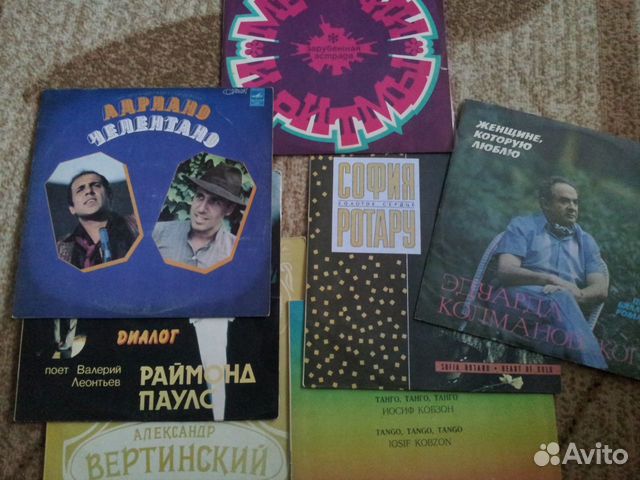 МЕЛОДИИ
И РИТМЫ
зарубежная
эстрада
АДРИАНО
ЧЕЛЕНТАНО
ЖЕНЩИНЕ,
КОТОРУЮ
ЛЮБЛЮ
ЭДУАРД
КОЛМАНОВ
СОФИЯ
ЗОЛОТОЕ СЕРДЦЕ
РОТАРУ
SOFIA ROTARU • HEART OF GOLD
ДИАЛОГ
поет Валерий
Леонтьев
РАЙМОНД
ПАУЛС
ТАНГО, ТАНГО, ТАНГО
ИОСИФ КОБЗОН
TANGO, TANGO, TANGO
IOSIF KOBZON
АЛЕКСАНДР
ВЕРТИНСКИЙ
Avito